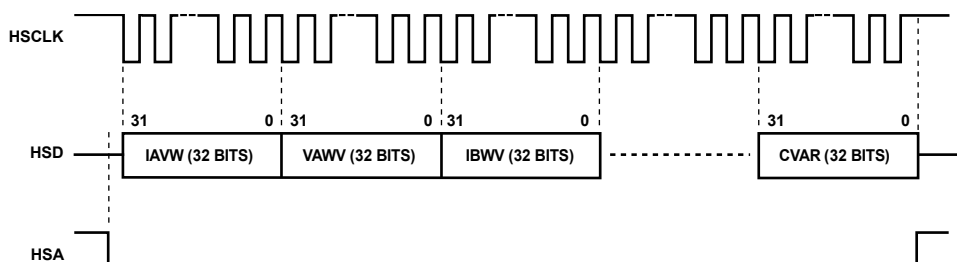 HSCLK
31 0 31 0 31 0 31 0
HSD IAVW (32 BITS) VAWV (32 BITS) IBWV (32 BITS) CVAR (32 BITS)
HSA